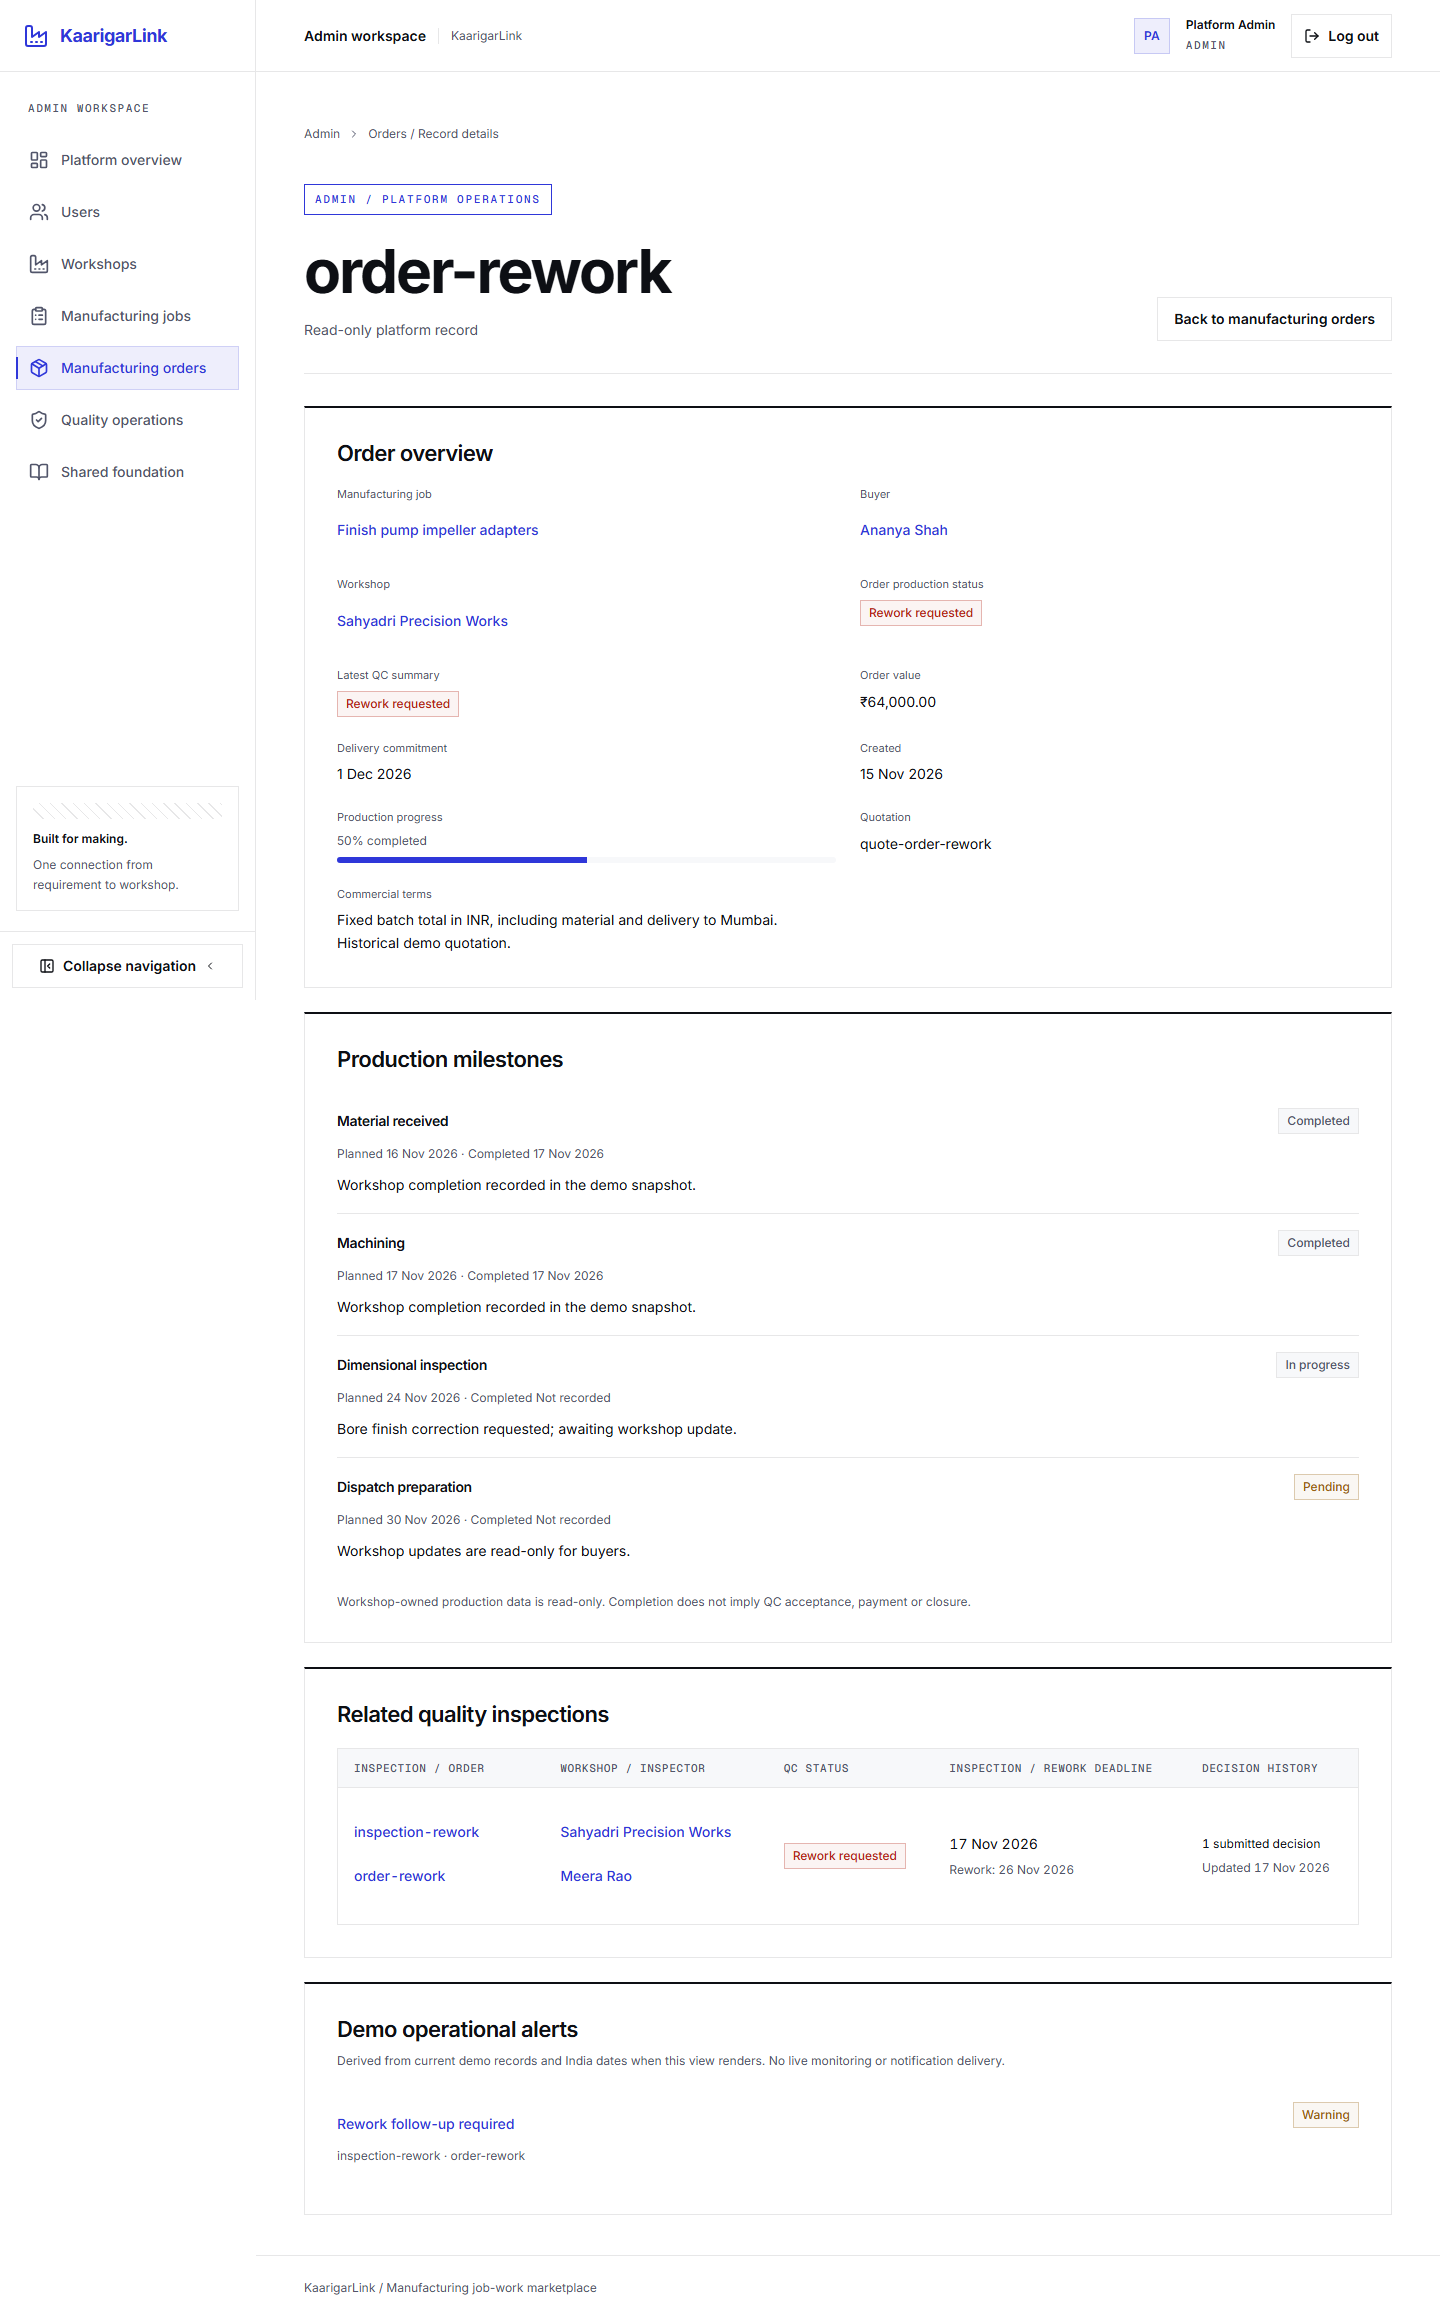 KaarigarLink
Admin workspace
KaarigarLink
PA
Platform Admin
ADMIN
Log out
ADMIN WORKSPACE
Platform overview
Users
Workshops
Manufacturing jobs
Manufacturing orders
Quality operations
Shared foundation
Built for making.
One connection from
requirement to workshop.
Collapse navigation
Admin > Orders / Record details
ADMIN / PLATFORM OPERATIONS
order-rework
Read-only platform record
Back to manufacturing orders
Order overview
Manufacturing job
Finish pump impeller adapters
Buyer
Ananya Shah
Workshop
Sahyadri Precision Works
Order production status
Rework requested
Latest QC summary
Rework requested
Order value
₹64,000.00
Delivery commitment
1 Dec 2026
Created
15 Nov 2026
Production progress
50% completed
Quotation
quote-order-rework
Commercial terms
Fixed batch total in INR, including material and delivery to Mumbai.
Historical demo quotation.
Production milestones
Material received
Completed
Planned 16 Nov 2026 · Completed 17 Nov 2026
Workshop completion recorded in the demo snapshot.
Machining
Completed
Planned 17 Nov 2026 · Completed 17 Nov 2026
Workshop completion recorded in the demo snapshot.
Dimensional inspection
In progress
Planned 24 Nov 2026 · Completed Not recorded
Bore finish correction requested; awaiting workshop update.
Dispatch preparation
Pending
Planned 30 Nov 2026 · Completed Not recorded
Workshop updates are read-only for buyers.
Workshop-owned production data is read-only. Completion does not imply QC acceptance, payment or closure.
Related quality inspections
INSPECTION / ORDER
WORKSHOP / INSPECTOR
QC STATUS
INSPECTION / REWORK DEADLINE
DECISION HISTORY
inspection-rework
order-rework
Sahyadri Precision Works
Meera Rao
Rework requested
17 Nov 2026
Rework: 26 Nov 2026
1 submitted decision
Updated 17 Nov 2026
Demo operational alerts
Derived from current demo records and India dates when this view renders. No live monitoring or notification delivery.
Rework follow-up required
Warning
inspection-rework · order-rework
KaarigarLink / Manufacturing job-work marketplace